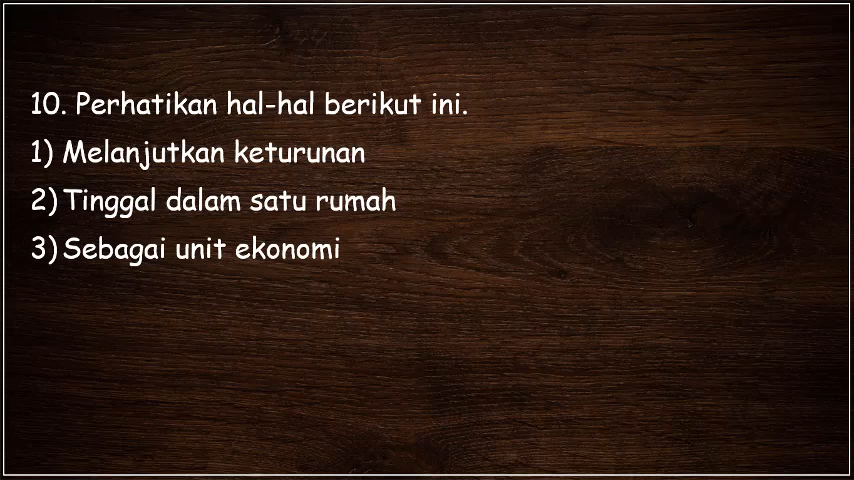 10. Perhatikan hal-hal berikut ini.
1) Melanjutkan keturunan
2) Tinggal dalam satu rumah
3) Sebagai unit ekonomi